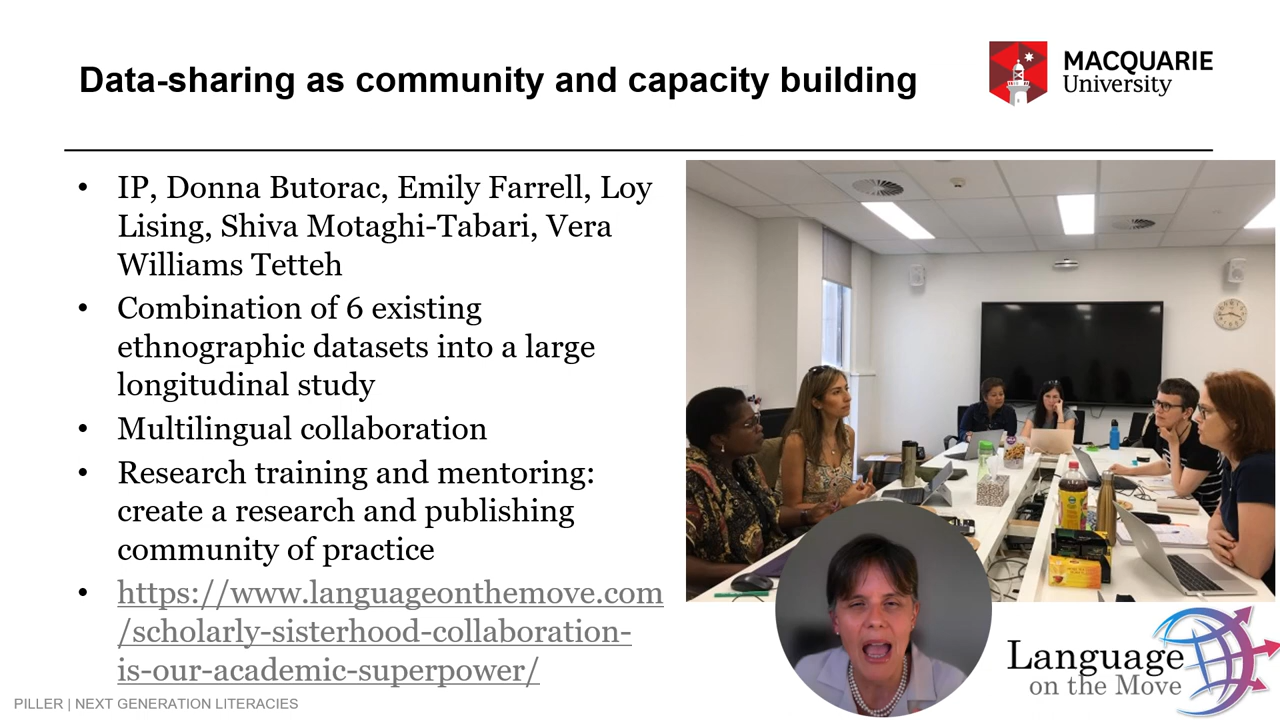 Data-sharing as community and capacity building
MACQUARIE
University
• IP, Donna Butorac, Emily Farrell, Loy
Lising, Shiva Motaghi-Tabari, Vera
Williams Tetteh
• Combination of 6 existing
ethnographic datasets into a large
longitudinal study
• Multilingual collaboration
• Research training and mentoring:
create a research and publishing
community of practice
• https://www.languageonthemove.com
/scholarly-sisterhood-collaboration-
is-our-academic-superpower/
Language
on the Move
PILLER | NEXT GENERATION LITERACIES